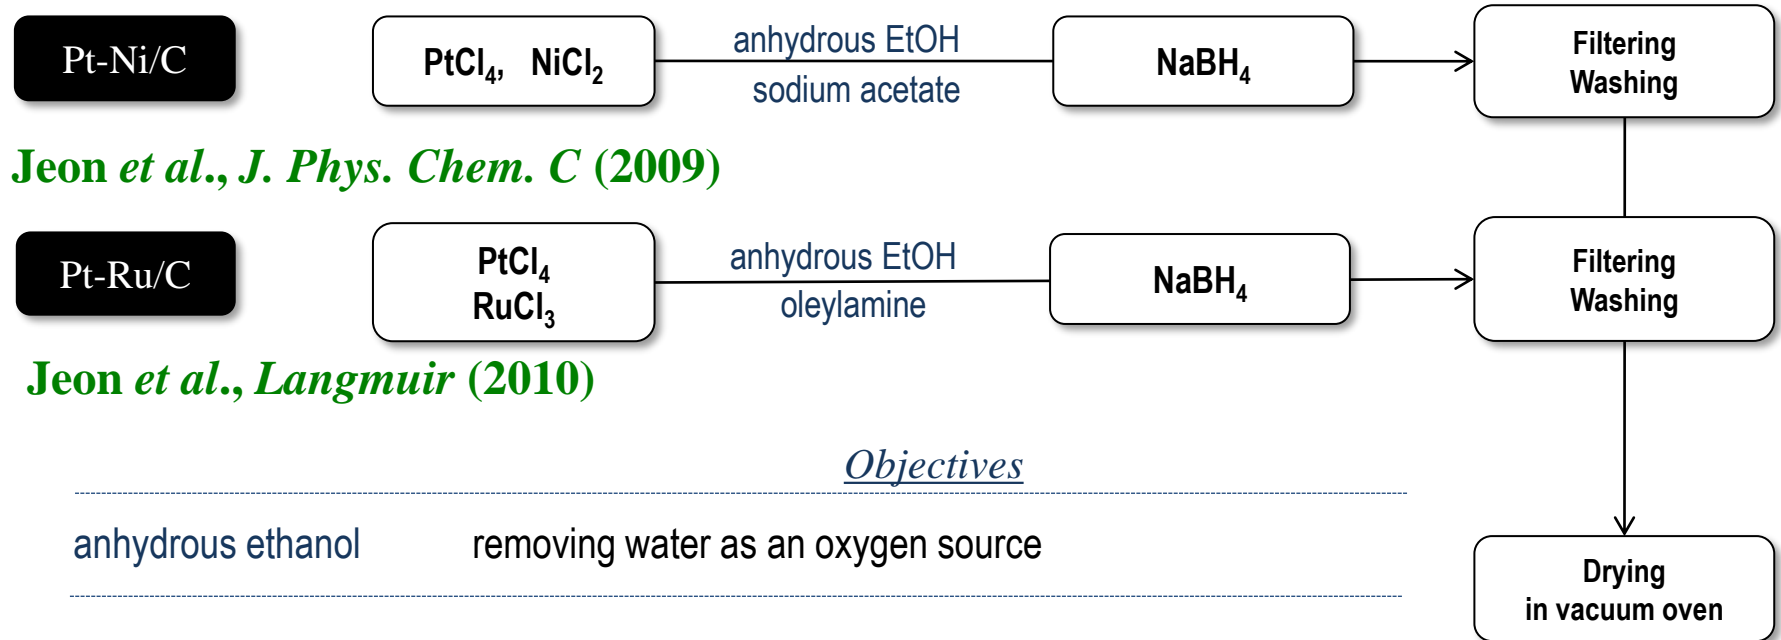 Pt-Ni/C
PtCl₄, NiCl₂
anhydrous EtOH
sodium acetate
NaBH₄
Filtering
Washing
Jeon et al., J. Phys. Chem. C (2009)
Pt-Ru/C
PtCl₄
RuCl₃
anhydrous EtOH
oleylamine
NaBH₄
Filtering
Washing
Jeon et al., Langmuir (2010)
Objectives
anhydrous ethanol removing water as an oxygen source
Drying
in vacuum oven